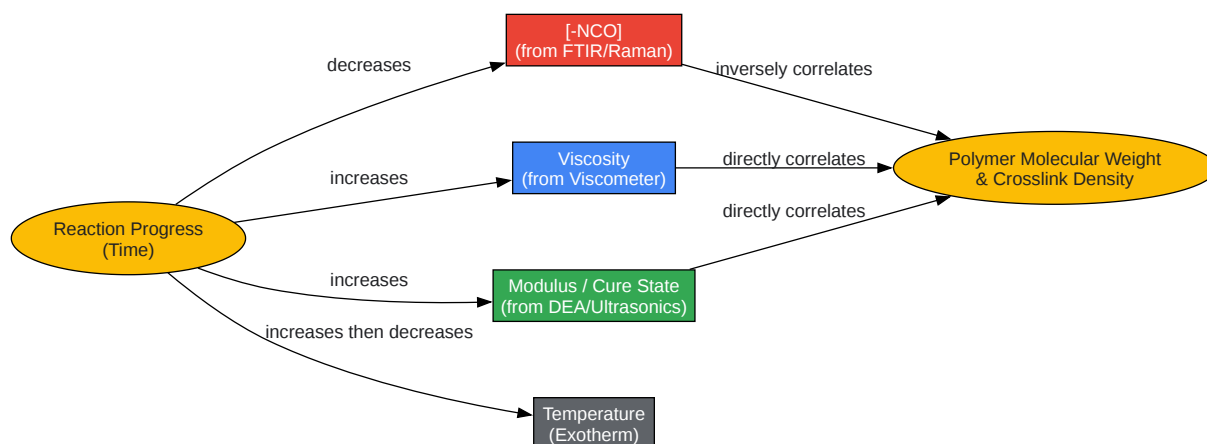 [-NCO]
(from FTIR/Raman)
decreases
inversely correlates
Viscosity
(from Viscometer)
directly correlates
Polymer Molecular Weight
& Crosslink Density
increases
directly correlates
Reaction Progress
(Time)
increases
Modulus / Cure State
(from DEA/Ultrasonics)
increases then decreases
Temperature
(Exotherm)